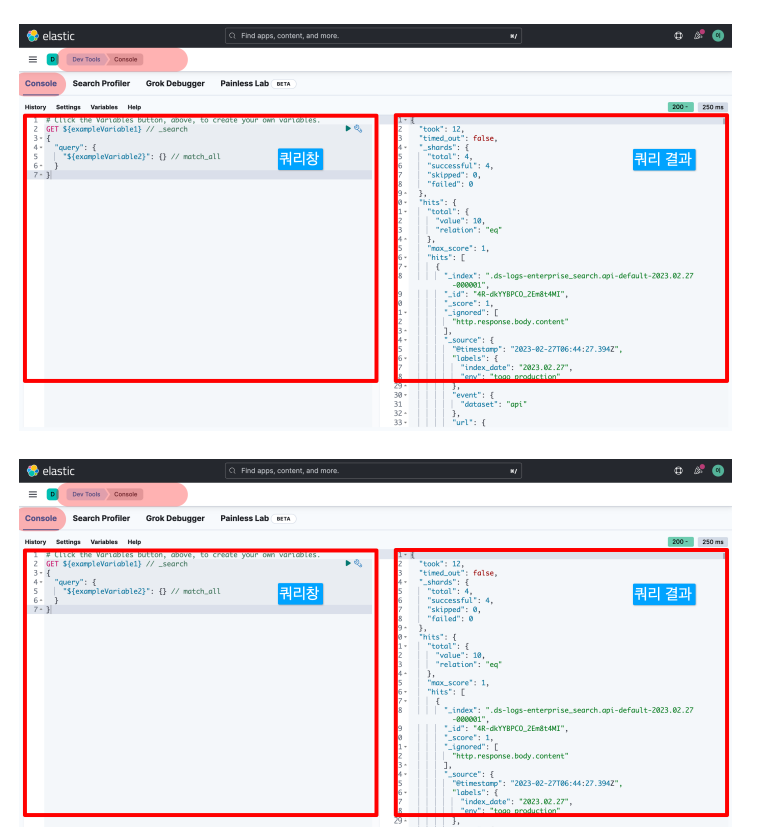 elastic
Find apps, content, and more.
⌘/
이
D
Dev Tools
Console
Console Search Profiler Grok Debugger Painless Lab BETA
History Settings Variables Help
200 - 250 ms
1 # Click the Variables button, above, to create your own variables.
2 GET ${exampleVariable1} // _search
3 - {
4 - "query": {
5 "${exampleVariable2}": {} // match_all
6 - }
7 - }
쿼리창
쿼리 결과
1 - {
2 "took": 12,
3 "timed_out": false,
4 - "_shards": {
5 "total": 4,
6 "successful": 4,
7 "skipped": 0,
8 "failed": 0
9 - },
0 - "hits": {
1 - "total": {
2 "value": 10,
3 "relation": "eq"
4 - },
5 "max_score": 1,
6 - "hits": [
7 - {
8 "_index": ".ds-logs-enterprise_search.api-default-2023.02.27
-000001",
9 "_id": "4R-dkYYBPCO_2Em8t4MI",
0 "_score": 1,
1 - "_ignored": [
2 "http.response.body.content"
3 - ],
4 - "_source": {
5 "@timestamp": "2023-02-27T06:44:27.394Z",
6 - "labels": {
7 "index_date": "2023.02.27",
8 "env": "togo production"
29 - },
30 - "event": {
31 "dataset": "api"
32 - },
33 - "url": {
elastic
Find apps, content, and more.
⌘/
이
D
Dev Tools
Console
Console Search Profiler Grok Debugger Painless Lab BETA
History Settings Variables Help
200 - 250 ms
1 # Click the Variables button, above, to create your own variables.
2 GET ${exampleVariable1} // _search
3 - {
4 - "query": {
5 "${exampleVariable2}": {} // match_all
6 - }
7 - }
쿼리창
쿼리 결과
1 - {
2 "took": 12,
3 "timed_out": false,
4 - "_shards": {
5 "total": 4,
6 "successful": 4,
7 "skipped": 0,
8 "failed": 0
9 - },
0 - "hits": {
1 - "total": {
2 "value": 10,
3 "relation": "eq"
4 - },
5 "max_score": 1,
6 - "hits": [
7 - {
8 "_index": ".ds-logs-enterprise_search.api-default-2023.02.27
-000001",
9 "_id": "4R-dkYYBPCO_2Em8t4MI",
0 "_score": 1,
1 - "_ignored": [
2 "http.response.body.content"
3 - ],
4 - "_source": {
5 "@timestamp": "2023-02-27T06:44:27.394Z",
6 - "labels": {
7 "index_date": "2023.02.27",
8 "env": "togo production"
29 - },